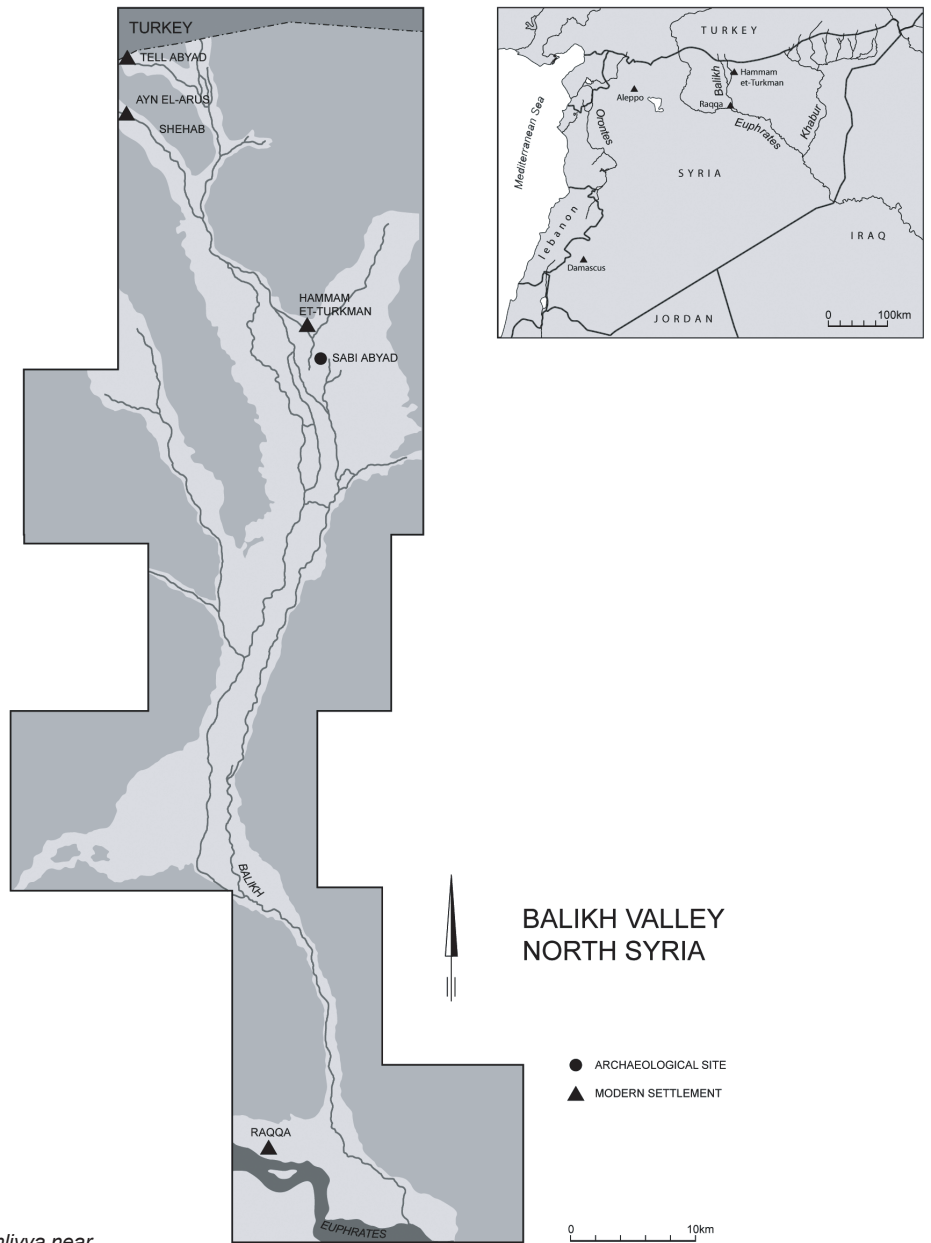 TURKEY
TELL ABYAD
AYN EL-ARUS
SHEHAB
HAMMAM
ET-TURKMAN
SABI ABYAD
BALIKH
RAQQA
EUPHRATES
TURKEY
Balikh
Hammam
et-Turkman
Aleppo
Raqqa
Mediterranean Sea
Orontes
Euphrates
Khabur
SYRIA
lebanon
IRAQ
Damascus
JORDAN
0 100km
BALIKH VALLEY
NORTH SYRIA
ARCHAEOLOGICAL SITE
MODERN SETTLEMENT
0 10km
near